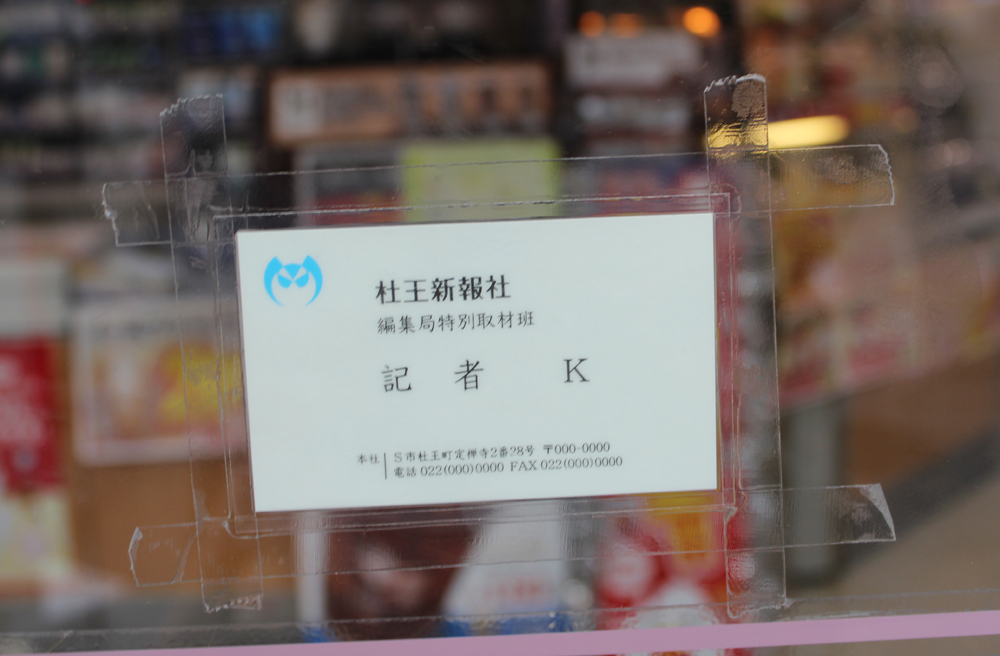 杜王新報社
編集局特別取材班
記者 K
本社 S市杜王町定禅寺2番28号 〒000-0000
電話 022(000)0000 FAX 022(000)0000